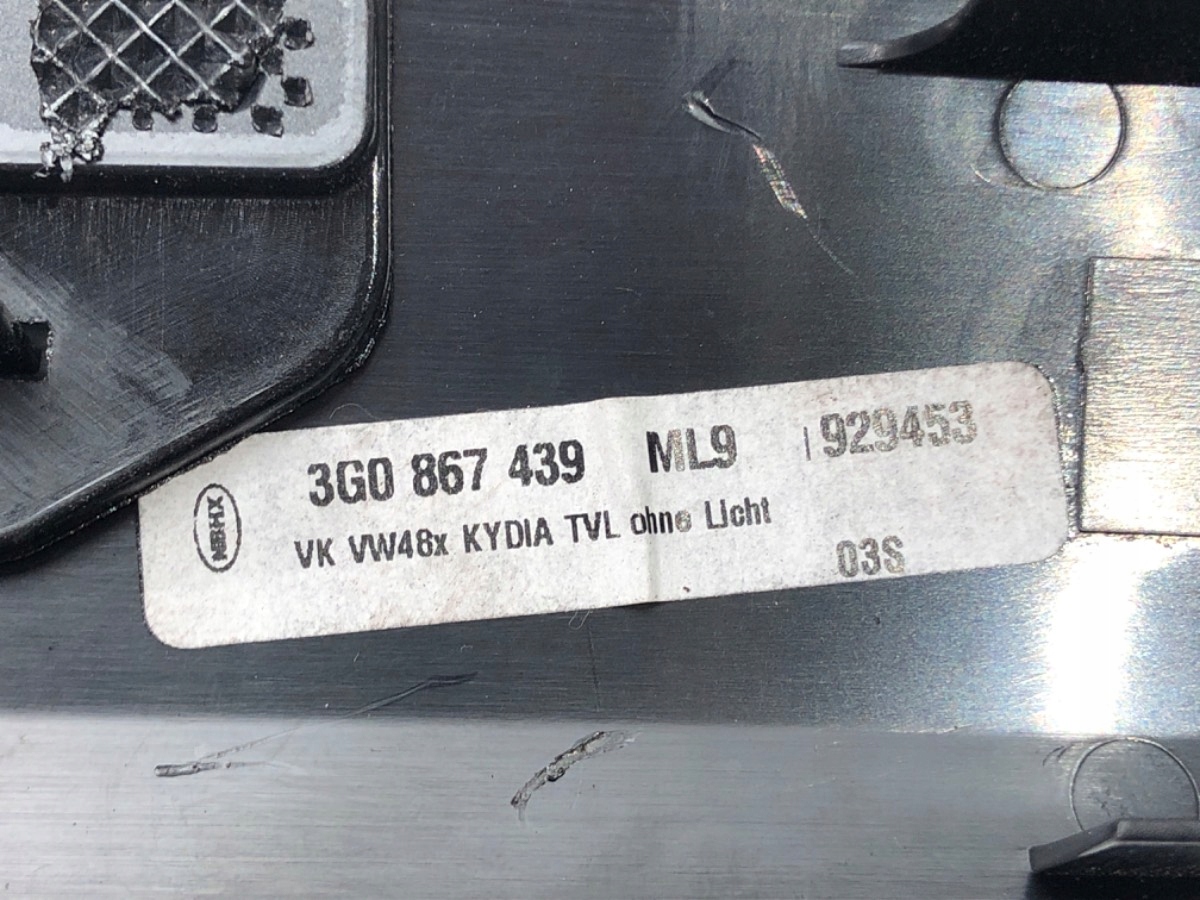 3G0 867 439 ML9 929453
VK VW48x KYDIA TVL ohne Licht
03S